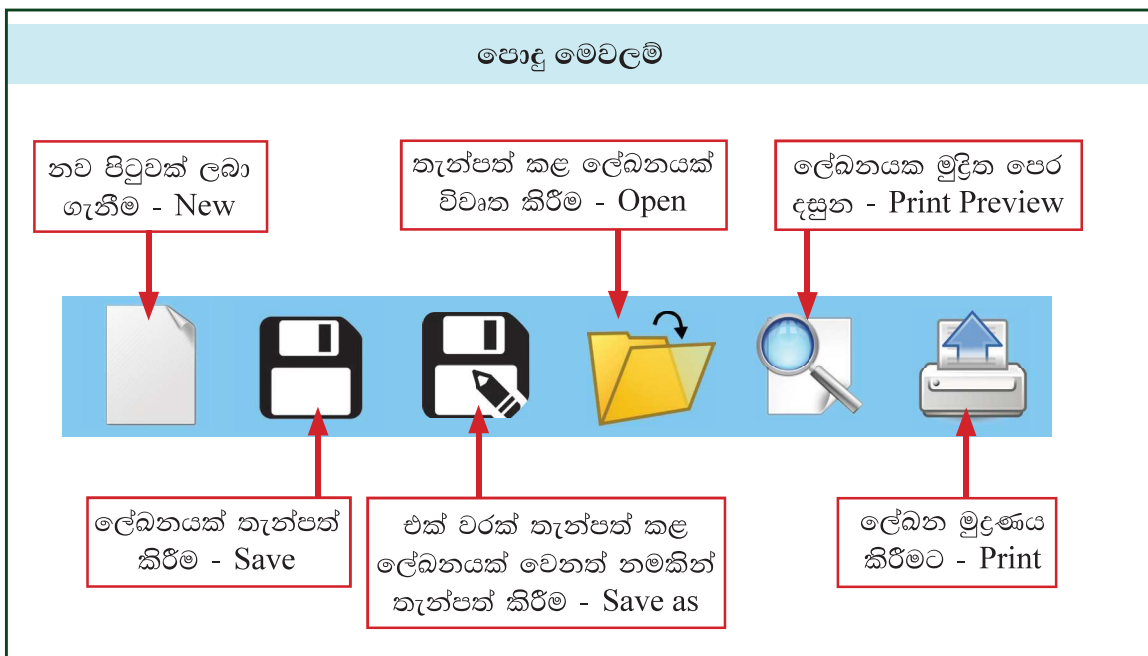 පොදු මෙවලම්
නව පිටුවක් ලබා
ගැනීම - New
තැන්පත් කළ ලේඛනයක්
විවෘත කිරීම - Open
ලේඛනයක මුද්‍රිත පෙර
දසුන - Print Preview
ලේඛනයක් තැන්පත්
කිරීම - Save
එක් වරක් තැන්පත් කළ
ලේඛනයක් වෙනත් නමකින්
තැන්පත් කිරීම - Save as
ලේඛන මුද්‍රණය
කිරීමට - Print